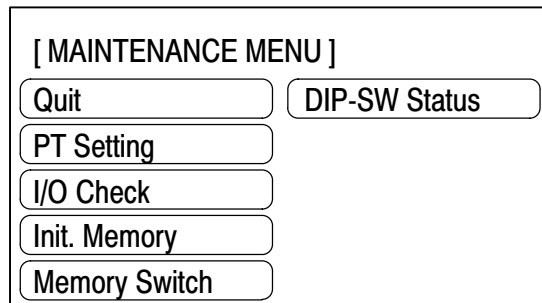 [ MAINTENANCE MENU ]
Quit DIP-SW Status
PT Setting
I/O Check
Init. Memory
Memory Switch